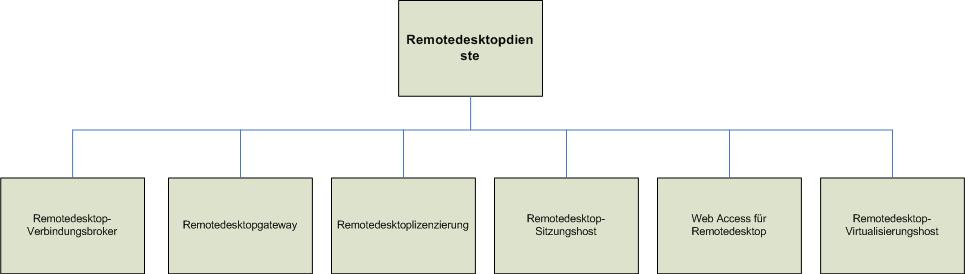 Remotedesktopdien
ste
Remotedesktop-
Verbindungsbroker
Remotedesktopgateway
Remotedesktoplizenzierung
Remotedesktop-
Sitzungshost
Web Access für
Remotedesktop
Remotedesktop-
Virtualisierungshost